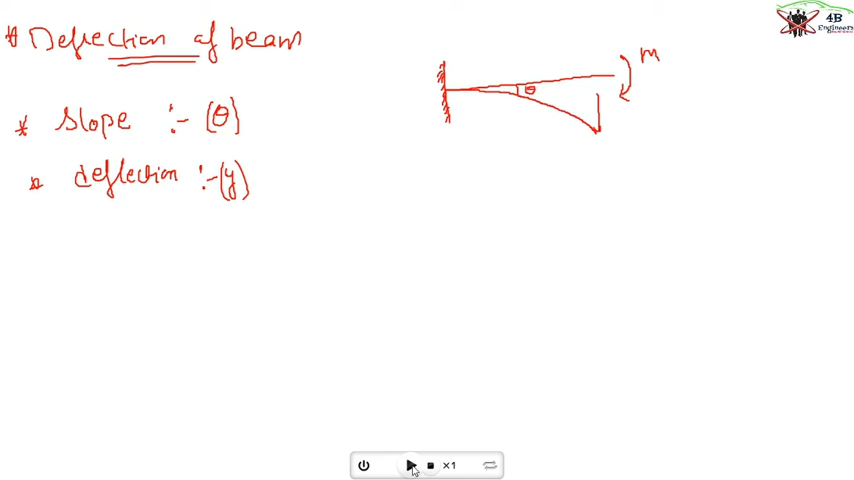 * Deflection of beam
* Slope :- (θ)
* deflection :- (y)
θ
M
4B
Engineers
×1